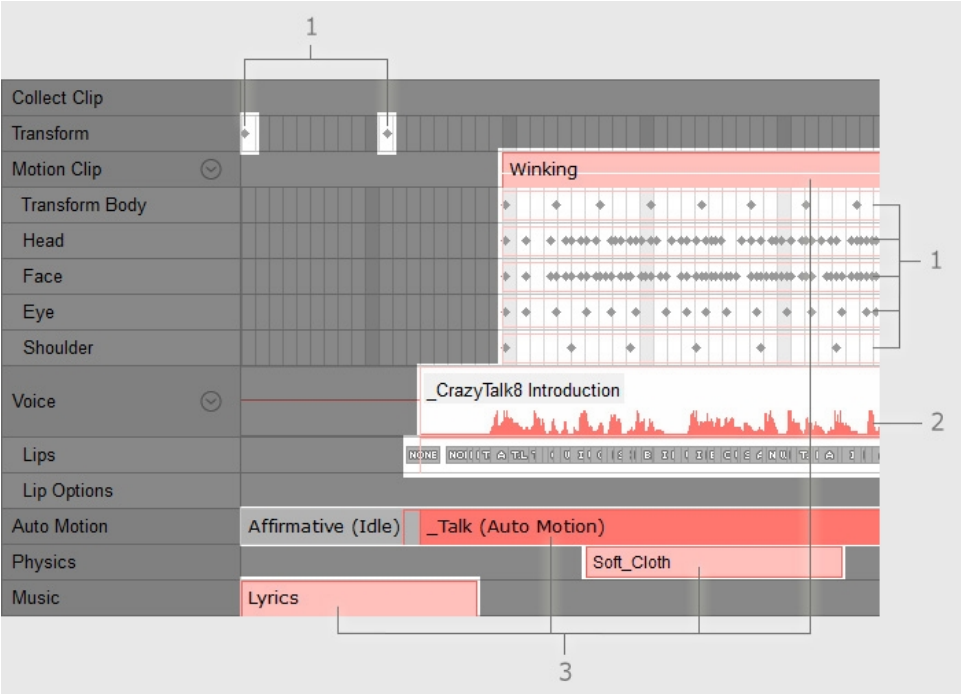 1
Collect Clip
Transform
Motion Clip
Winking
Transform Body
Head
Face
1
Eye
Shoulder
Voice
_CrazyTalk8 Introduction
2
Lips
NONE
Lip Options
Auto Motion
Affirmative (Idle)
_Talk (Auto Motion)
Physics
Soft_Cloth
Music
Lyrics
3